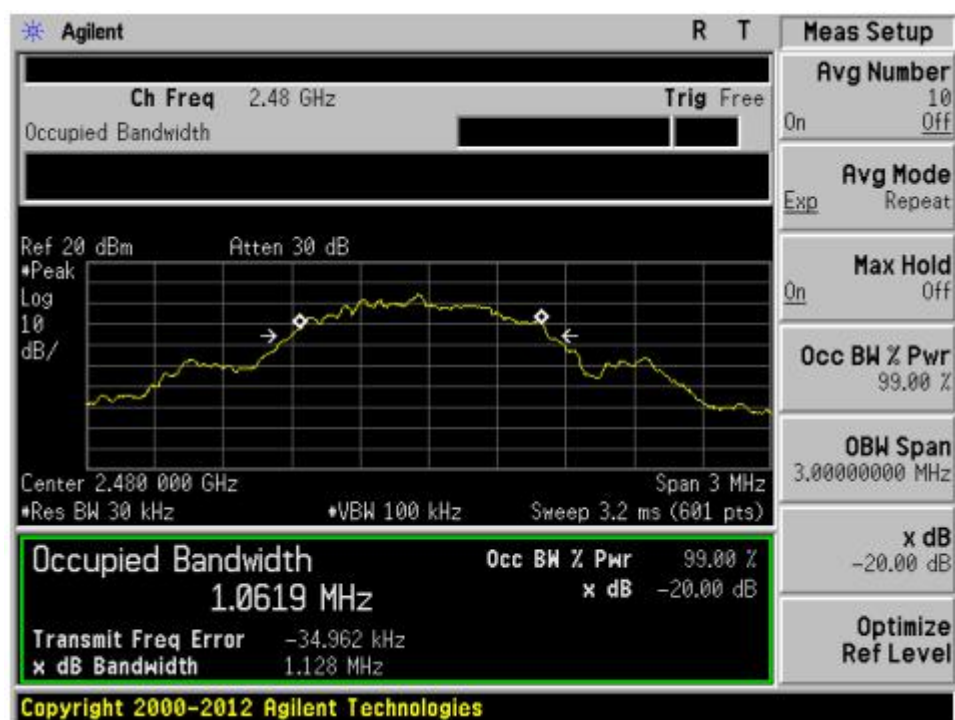 Agilent R T
Ch Freq 2.48 GHz Trig Free
Occupied Bandwidth
Ref 20 dBm Atten 30 dB
#Peak
Log
10
dB/
Center 2.480 000 GHz Span 3 MHz
#Res BW 30 kHz #VBW 100 kHz Sweep 3.2 ms (601 pts)
Occupied Bandwidth Occ BW % Pwr 99.00 %
1.0619 MHz x dB -20.00 dB
Transmit Freq Error -34.962 kHz
x dB Bandwidth 1.128 MHz
Copyright 2000-2012 Agilent Technologies
Meas Setup
Avg Number
10
On Off
Avg Mode
Exp Repeat
Max Hold
On Off
Occ BW % Pwr
99.00 %
OBW Span
3.00000000 MHz
x dB
-20.00 dB
Optimize
Ref Level